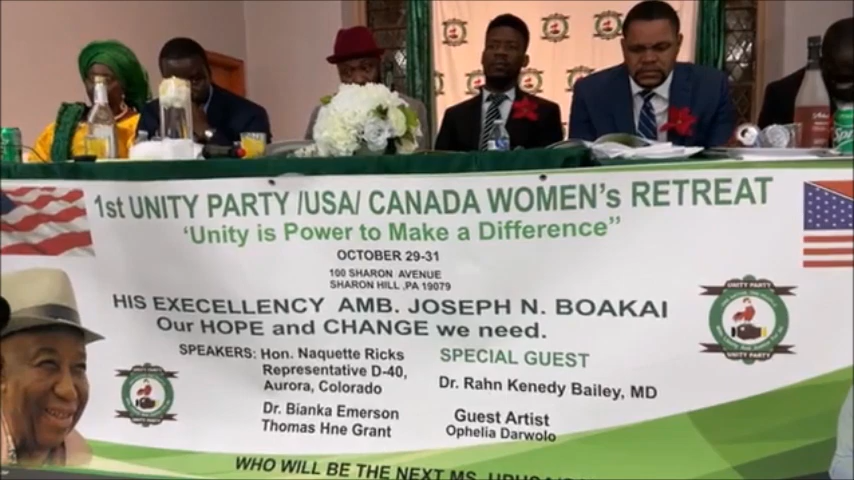 1st UNITY PARTY /USA/ CANADA WOMEN's RETREAT
'Unity is Power to Make a Difference"
OCTOBER 29-31
100 SHARON AVENUE
SHARON HILL ,PA 19079
HIS EXECELLENCY AMB. JOSEPH N. BOAKAI
Our HOPE and CHANGE we need.
SPEAKERS: Hon. Naquette Ricks
Representive D-40,
Aurora, Colorado
Dr. Bianka Emerson
Thomas Hne Grant
SPECIAL GUEST
Dr. Rahn Kenedy Bailey, MD
Guest Artist
Ophelia Darwolo
UNITY PARTY
UNITY PARTY
WHO WILL BE THE NEXT MS.